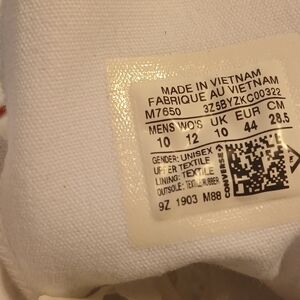 MADE IN VIETNAM
FABRIQUE AU VIETNAM
M7650 3Z5BYZKC00322
MENS WO'S UK EUR CM
10 12 10 44 28.5
GENDER: UNISEX
UPPER: TEXTILE
LINING: TEXTILE
OUTSOLE: TEXTILE/RUBBER
CONVERSE
9Z 1903 M88